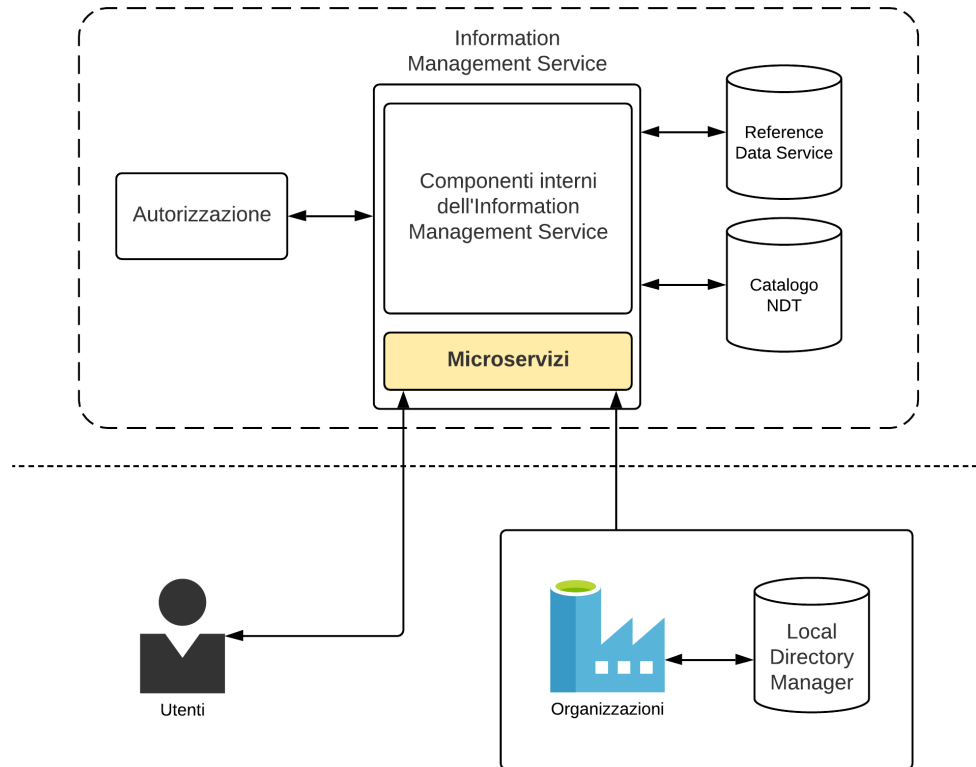 Information
Management Service
Componenti interni
dell'Information
Management Service
Autorizzazione
Reference
Data Service
Catalogo
NDT
Microservizi
Utenti
Organizzazioni
Local
Directory
Manager